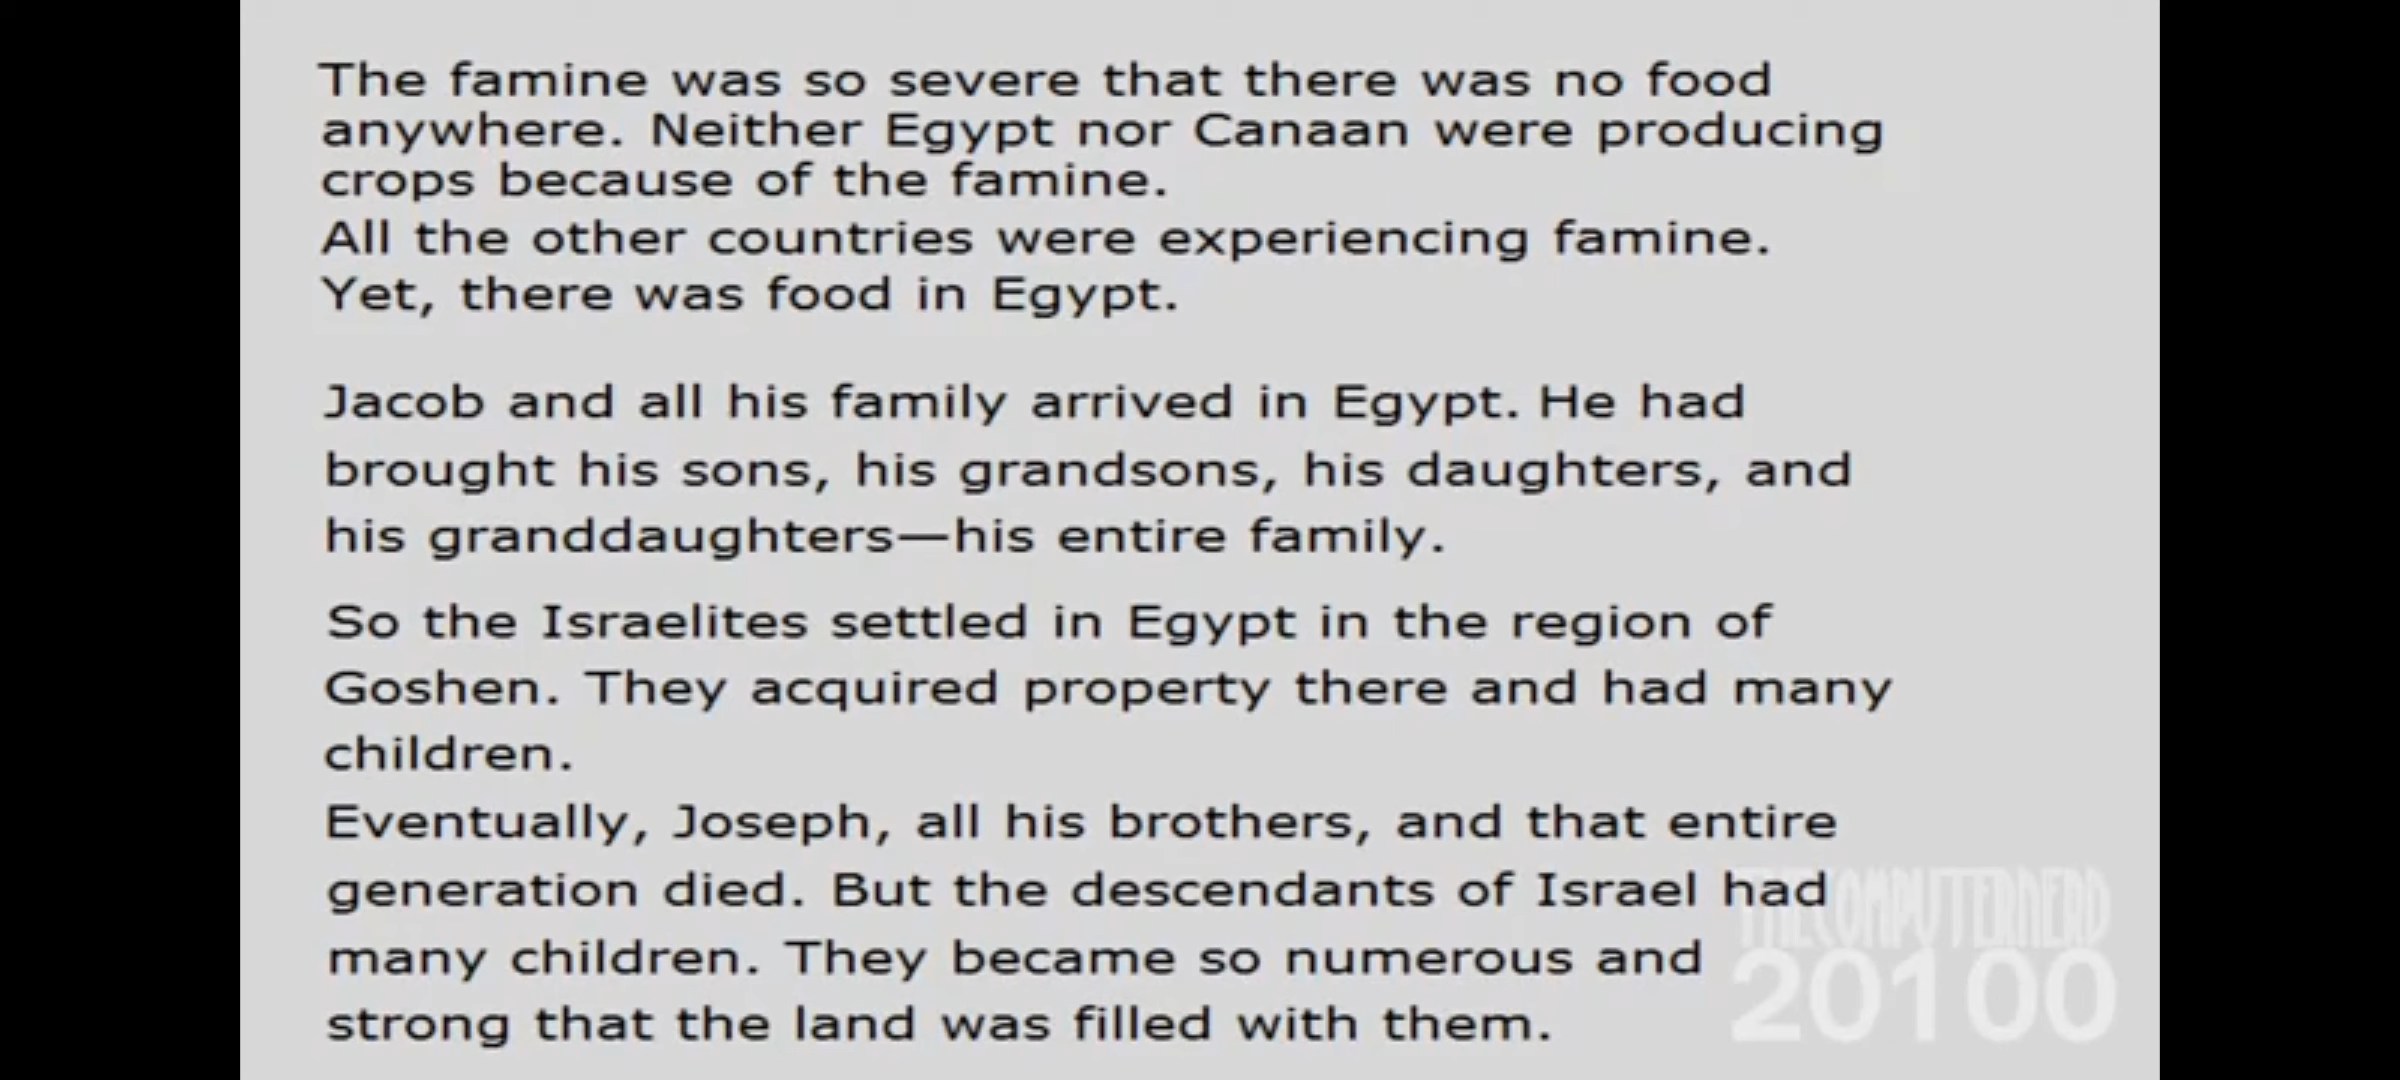 The famine was so severe that there was no food
anywhere. Neither Egypt nor Canaan were producing
crops because of the famine.
All the other countries were experiencing famine.
Yet, there was food in Egypt.
Jacob and all his family arrived in Egypt. He had
brought his sons, his grandsons, his daughters, and
his granddaughters—his entire family.
So the Israelites settled in Egypt in the region of
Goshen. They acquired property there and had many
children.
Eventually, Joseph, all his brothers, and that entire
generation died. But the descendants of Israel had
many children. They became so numerous and
strong that the land was filled with them.
THECOMPUTERNERD
20100